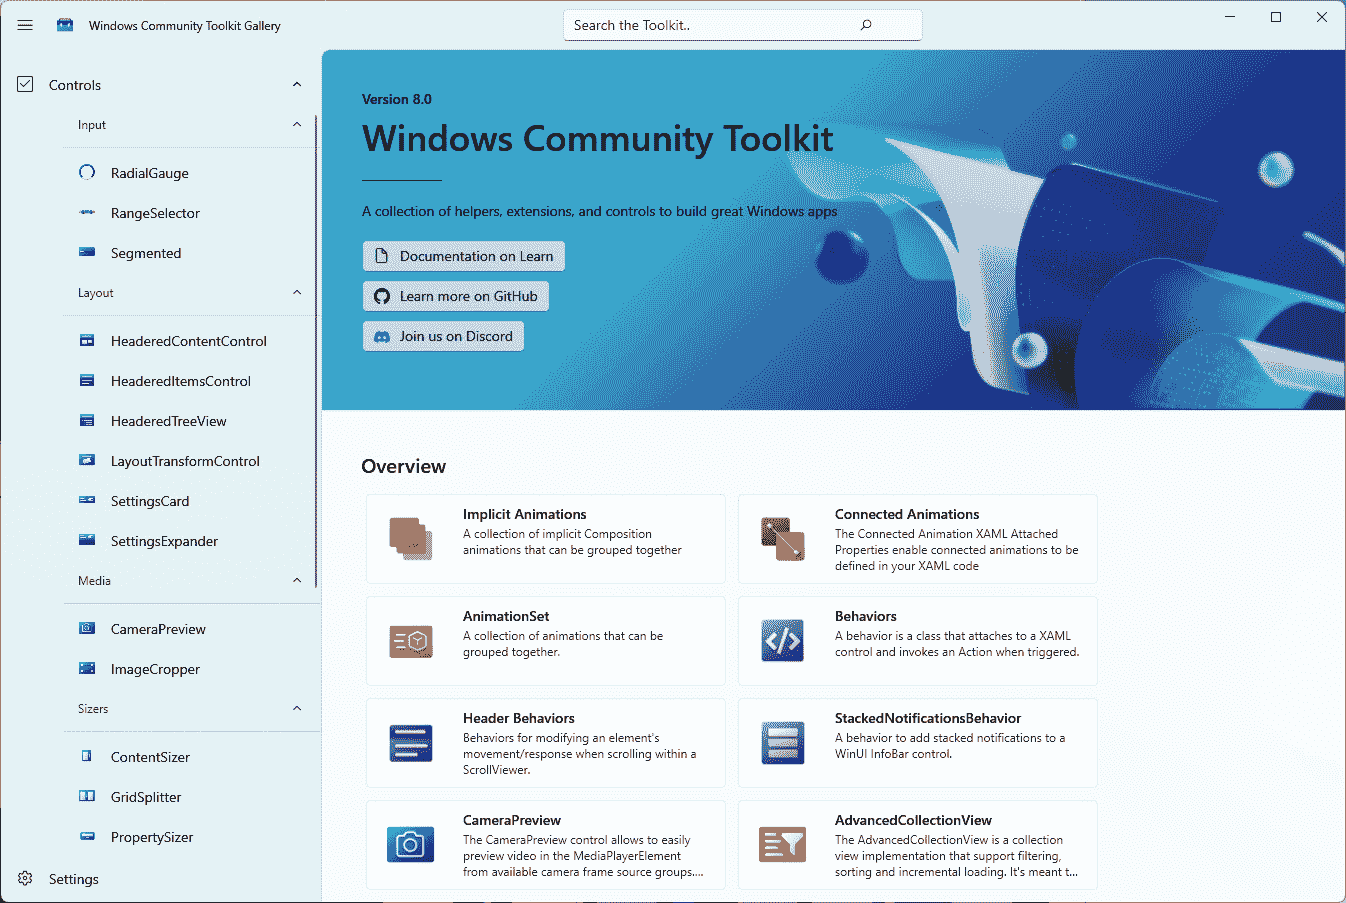 Windows Community Toolkit Gallery
Search the Toolkit..
Controls
Input
RadialGauge
RangeSelector
Segmented
Layout
HeaderedContentControl
HeaderedItemsControl
HeaderedTreeView
LayoutTransformControl
SettingsCard
SettingsExpander
Media
CameraPreview
ImageCropper
Sizers
ContentSizer
GridSplitter
PropertySizer
Settings
Version 8.0
Windows Community Toolkit
A collection of helpers, extensions, and controls to build great Windows apps
Documentation on Learn
Learn more on GitHub
Join us on Discord
Overview
Implicit Animations
A collection of implicit Composition
animations that can be grouped together
Connected Animations
The Connected Animation XAML Attached
Properties enable connected animations to be
defined in your XAML code
AnimationSet
A collection of animations that can be
grouped together.
Behaviors
A behavior is a class that attaches to a XAML
control and invokes an Action when triggered.
Header Behaviors
Behaviors for modifying an element's
movement/response when scrolling within a
ScrollViewer.
StackedNotificationsBehavior
A behavior to add stacked notifications to a
WinUI InfoBar control.
CameraPreview
The CameraPreview control allows to easily
preview video in the MediaPlayerElement
from available camera frame source groups....
AdvancedCollectionView
The AdvancedCollectionView is a collection
view implementation that support filtering,
sorting and incremental loading. It's meant t...